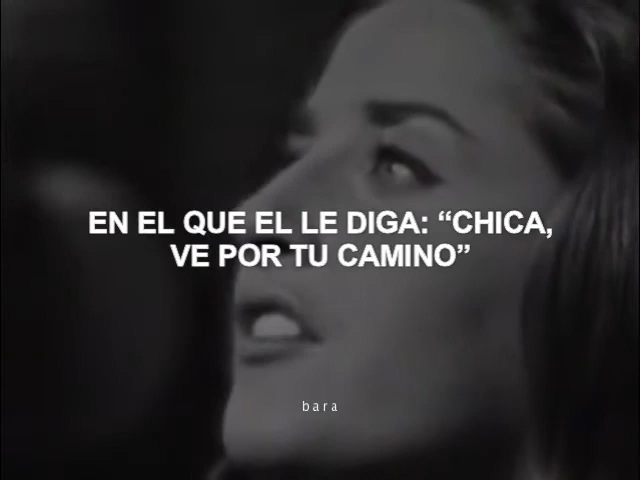 EN EL QUE EL LE DIGA: “CHICA,
VE POR TU CAMINO”
bara